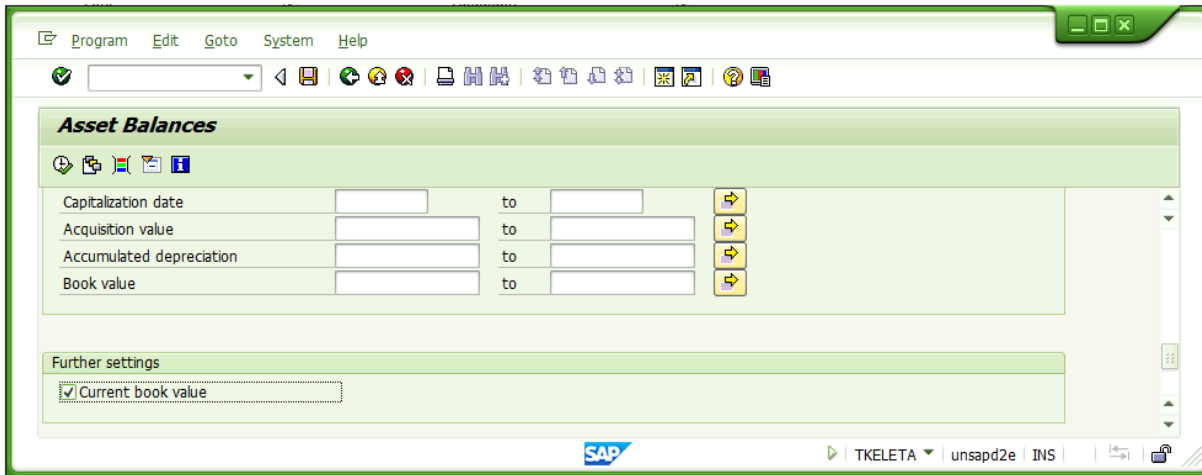 Program Edit Goto System Help
Asset Balances
Capitalization date to
Acquisition value to
Accumulated depreciation to
Book value to
Further settings
Current book value
SAP TKELETA unsapd2e INS